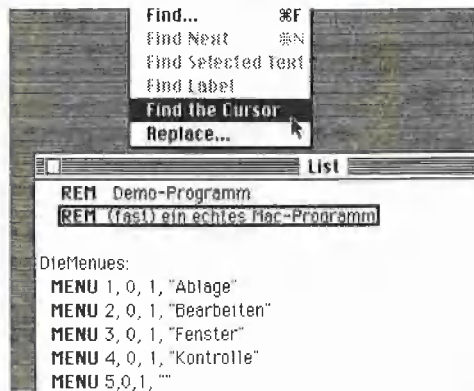 Find... ⌘F
Find Next ⌘N
Find Selected Text
Find Label
Find the Cursor
Replace...
List
REM Demo-Programm
REM (fast) ein echtes Mac-Programm
DieMenues:
MENU 1, 0, 1, "Ablage"
MENU 2, 0, 1, "Bearbeiten"
MENU 3, 0, 1, "Fenster"
MENU 4, 0, 1, "Kontrolle"
MENU 5,0,1, ""